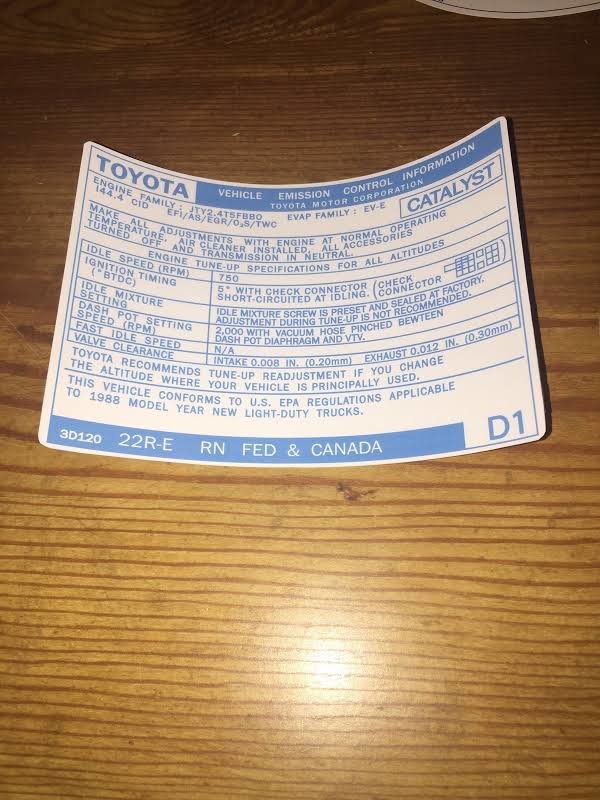 TOYOTA
VEHICLE EMISSION CONTROL INFORMATION
TOYOTA MOTOR CORPORATION
ENGINE FAMILY : JTY2.4T5FBB0 EVAP FAMILY : EV-E
144.4 CID EFI/AS/EGR/O₂S/TWC
CATALYST
MAKE ALL ADJUSTMENTS WITH ENGINE AT NORMAL OPERATING
TEMPERATURE, AIR CLEANER INSTALLED, ALL ACCESSORIES
TURNED OFF AND TRANSMISSION IN NEUTRAL.
ENGINE TUNE-UP SPECIFICATIONS FOR ALL ALTITUDES
IDLE SPEED (RPM) 750
IGNITION TIMING
(°BTDC)
5° WITH CHECK CONNECTOR (CHECK
SHORT-CIRCUITED AT IDLING. CONNECTOR )
IDLE MIXTURE
SETTING
IDLE MIXTURE SCREW IS PRESET AND SEALED AT FACTORY.
ADJUSTMENT DURING TUNE-UP IS NOT RECOMMENDED.
DASH POT SETTING
SPEED (RPM)
2,000 WITH VACUUM HOSE PINCHED BEWTEEN
DASH POT DIAPHRAGM AND VTV.
FAST IDLE SPEED N/A
VALVE CLEARANCE INTAKE 0.008 IN. (0.20mm) EXHAUST 0.012 IN. (0.30mm)
TOYOTA RECOMMENDS TUNE-UP READJUSTMENT IF YOU CHANGE
THE ALTITUDE WHERE YOUR VEHICLE IS PRINCIPALLY USED.
THIS VEHICLE CONFORMS TO U.S. EPA REGULATIONS APPLICABLE
TO 1988 MODEL YEAR NEW LIGHT-DUTY TRUCKS.
3D120 22R-E RN FED & CANADA
D1